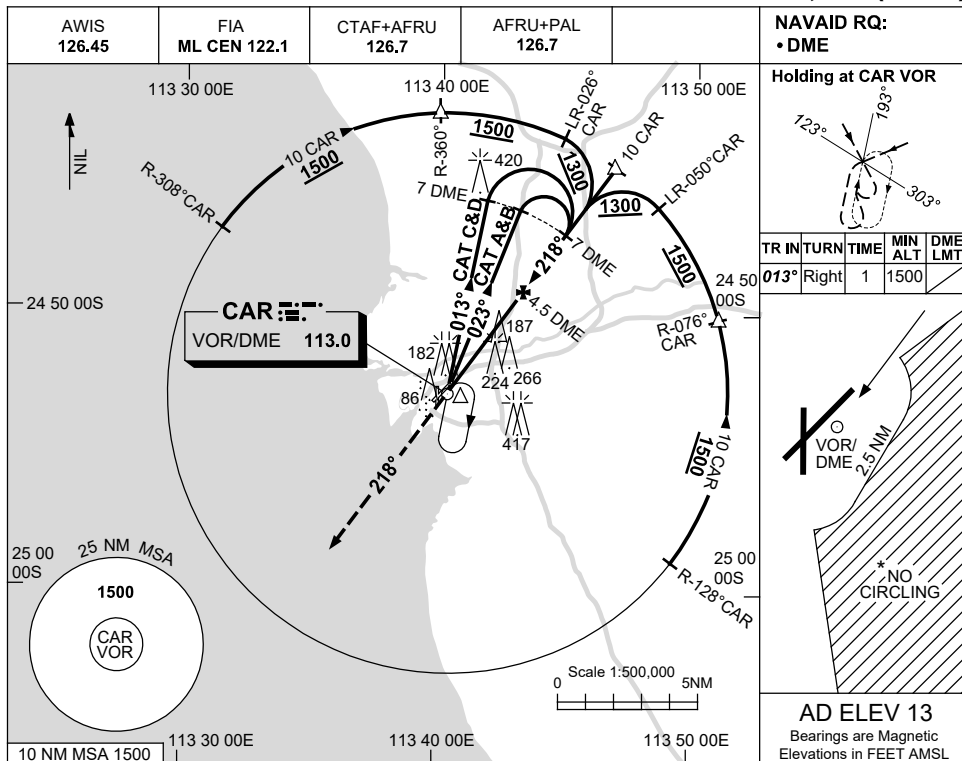 AWIS
126.45
FIA
ML CEN 122.1
CTAF+AFRU
126.7
AFRU+PAL
126.7
NAVAID RQ:
• DME
113 30 00E
113 40 00E
113 50 00E
NIL
R-308°CAR
10 CAR
1500
R-360°
1500
LR-026°
CAR
1300
10 CAR
LR-050°CAR
1300
1500
420
7 DME
7 DME
CAT C&D
013°
CAT A&B
023°
218°
4.5 DME
24 50 00S
24 50
00S
R-076°
CAR
CAR
VOR/DME 113.0
182
187
86
224
266
417
218°
10 CAR
1500
R-128°CAR
25 00
00S
25 00
00S
25 NM MSA
1500
CAR
VOR
Scale 1:500,000
0
5NM
10 NM MSA 1500
113 30 00E
113 40 00E
113 50 00E
Holding at CAR VOR
193°
123°
303°
TR IN TURN TIME MIN ALT DME LMT
013° Right 1 1500
VOR/
DME
2.5 NM
*NO
CIRCLING
AD ELEV 13
Bearings are Magnetic
Elevations in FEET AMSL